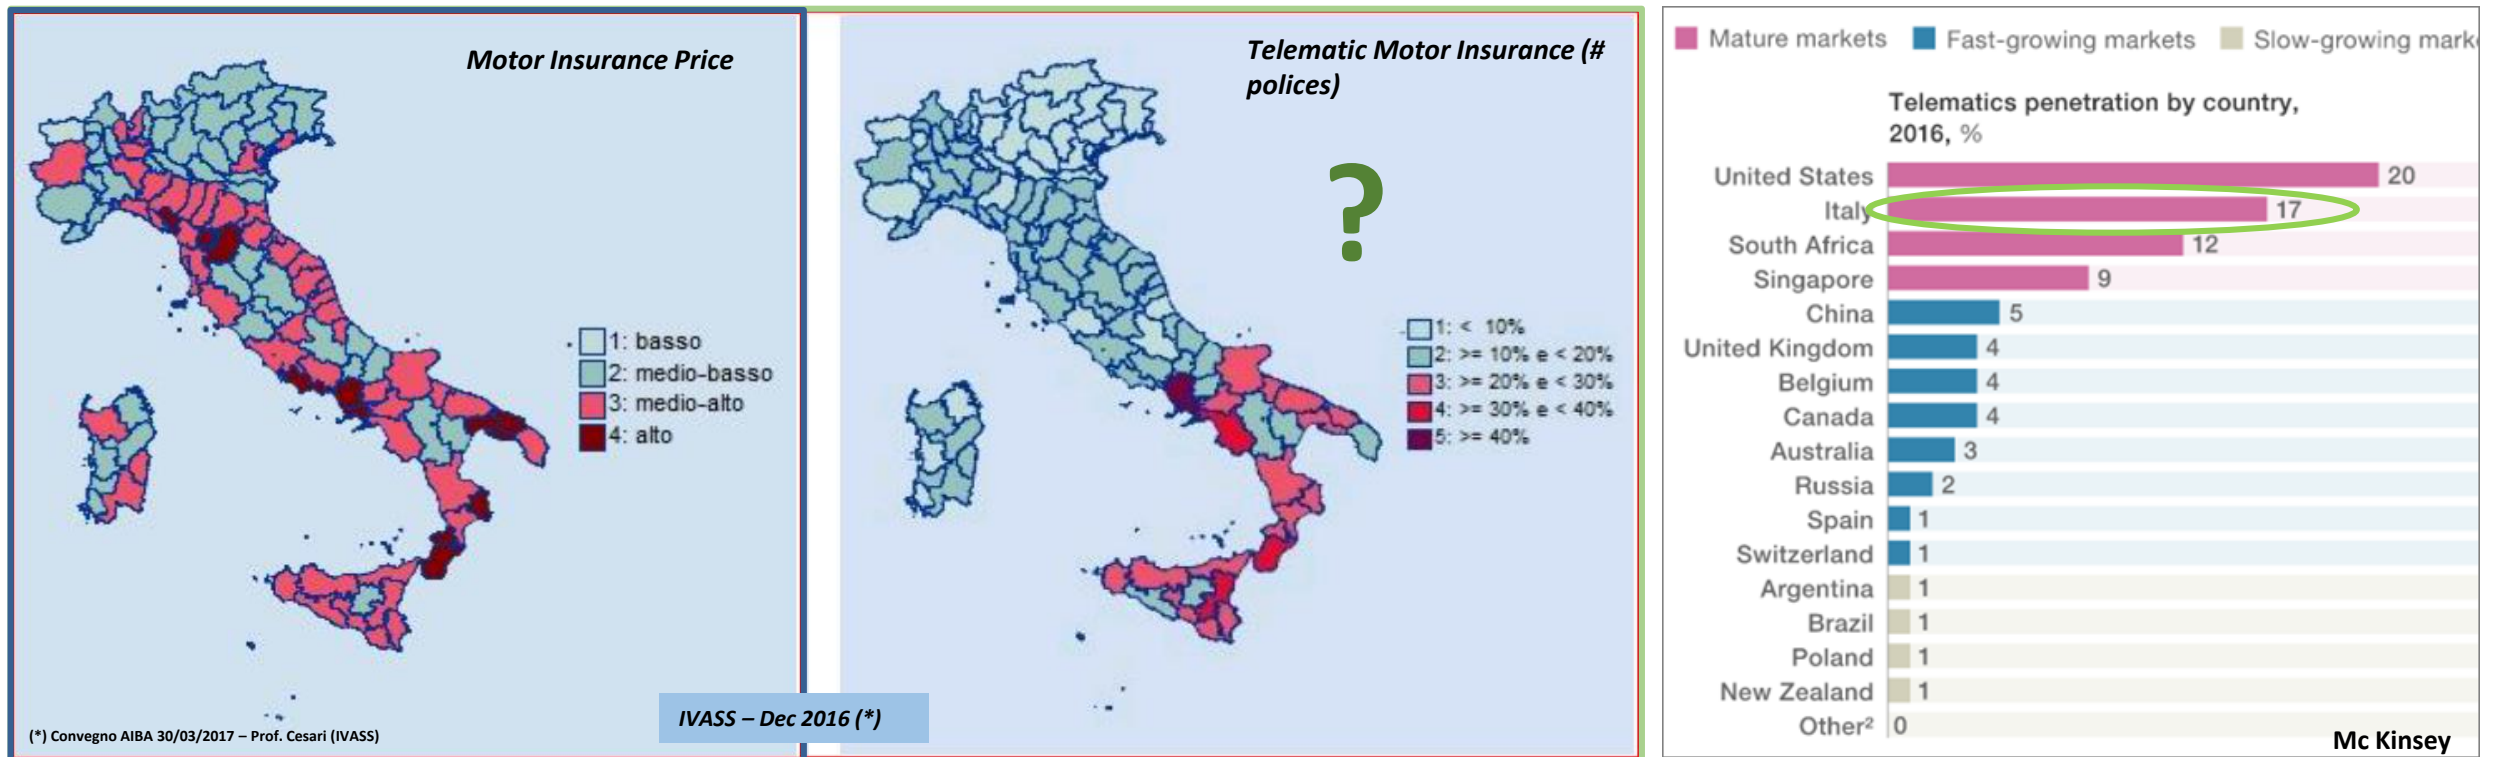 Motor Insurance Price
1: basso
2: medio-basso
3: medio-alto
4: alto
(*) Convegno AIBA 30/03/2017 – Prof. Cesari (IVASS)
IVASS – Dec 2016 (*)
Telematic Motor Insurance (#
polices)
?
1: < 10%
2: >= 10% e < 20%
3: >= 20% e < 30%
4: >= 30% e < 40%
5: >= 40%
Mature markets Fast-growing markets Slow-growing mark
Telematics penetration by country,
2016, %
United States 20
Italy 17
South Africa 12
Singapore 9
China 5
United Kingdom 4
Belgium 4
Canada 4
Australia 3
Russia 2
Spain 1
Switzerland 1
Argentina 1
Brazil 1
Poland 1
New Zealand 1
Other² 0
Mc Kinsey